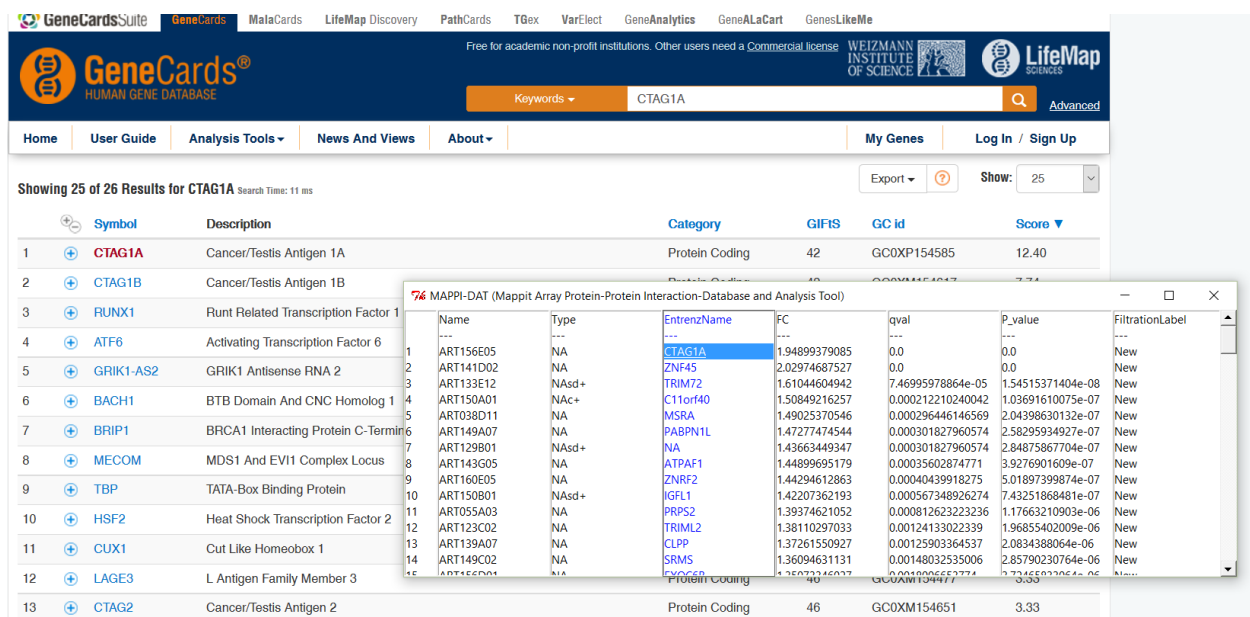 GeneCardsSuite GeneCards MalaCards LifeMap Discovery PathCards TGex VarElect GeneAnalytics GeneALaCart GenesLikeMe
Free for academic non-profit institutions. Other users need a Commercial license
WEIZMANN
INSTITUTE
OF SCIENCE
LifeMap
SCIENCES
GeneCards®
HUMAN GENE DATABASE
Keywords CTAG1A Advanced
Home User Guide Analysis Tools News And Views About My Genes Log In / Sign Up
Showing 25 of 26 Results for CTAG1A Search Time: 11 ms Export ? Show: 25
Symbol Description Category GIFtS GC id Score ▼
1 CTAG1A Cancer/Testis Antigen 1A Protein Coding 42 GC0XP154585 12.40
2 CTAG1B Cancer/Testis Antigen 1B
3 RUNX1 Runt Related Transcription Factor 1
4 ATF6 Activating Transcription Factor 6
5 GRIK1-AS2 GRIK1 Antisense RNA 2
6 BACH1 BTB Domain And CNC Homolog 1
7 BRIP1 BRCA1 Interacting Protein C-Termin
8 MECOM MDS1 And EVI1 Complex Locus
9 TBP TATA-Box Binding Protein
10 HSF2 Heat Shock Transcription Factor 2
11 CUX1 Cut Like Homeobox 1
12 LAGE3 L Antigen Family Member 3 Protein Coding 46 GC0XM154477 3.33
13 CTAG2 Cancer/Testis Antigen 2 Protein Coding 46 GC0XM154651 3.33
MAPPI-DAT (Mappit Array Protein-Protein Interaction-Database and Analysis Tool)
Name Type EntrenzName FC qval P_value FiltrationLabel
--- --- --- --- --- --- ---
1 ART156E05 NA CTAG1A 1.94899379085 0.0 0.0 New
2 ART141D02 NA ZNF45 2.02974687527 0.0 0.0 New
3 ART133E12 NAsd+ TRIM72 1.61044604942 7.46995978864e-05 1.54515371404e-08 New
4 ART150A01 NAc+ C11orf40 1.50849216257 0.000212210240042 1.03691610075e-07 New
5 ART038D11 NA MSRA 1.49025370546 0.000296446146569 2.04398630132e-07 New
6 ART149A07 NA PABPN1L 1.47277474544 0.000301827960574 2.58295934927e-07 New
7 ART129B01 NAsd+ NA 1.43663449347 0.000301827960574 2.84875867704e-07 New
8 ART143G05 NA ATPAF1 1.44899695179 0.00035602874771 3.9276901609e-07 New
9 ART160E05 NA ZNRF2 1.44294612863 0.00040439918275 5.01897399874e-07 New
10 ART150B01 NAsd+ IGFL1 1.42207362193 0.000567348926274 7.43251868481e-07 New
11 ART055A03 NA PRPS2 1.39374621052 0.000812623223236 1.17663210903e-06 New
12 ART123C02 NA TRIML2 1.38110297033 0.00124133022339 1.96855402009e-06 New
13 ART139A07 NA CLPP 1.37261550927 0.00125903364537 2.0834388064e-06 New
14 ART149C02 NA SRMS 1.36094631131 0.00148032535006 2.85790230764e-06 New